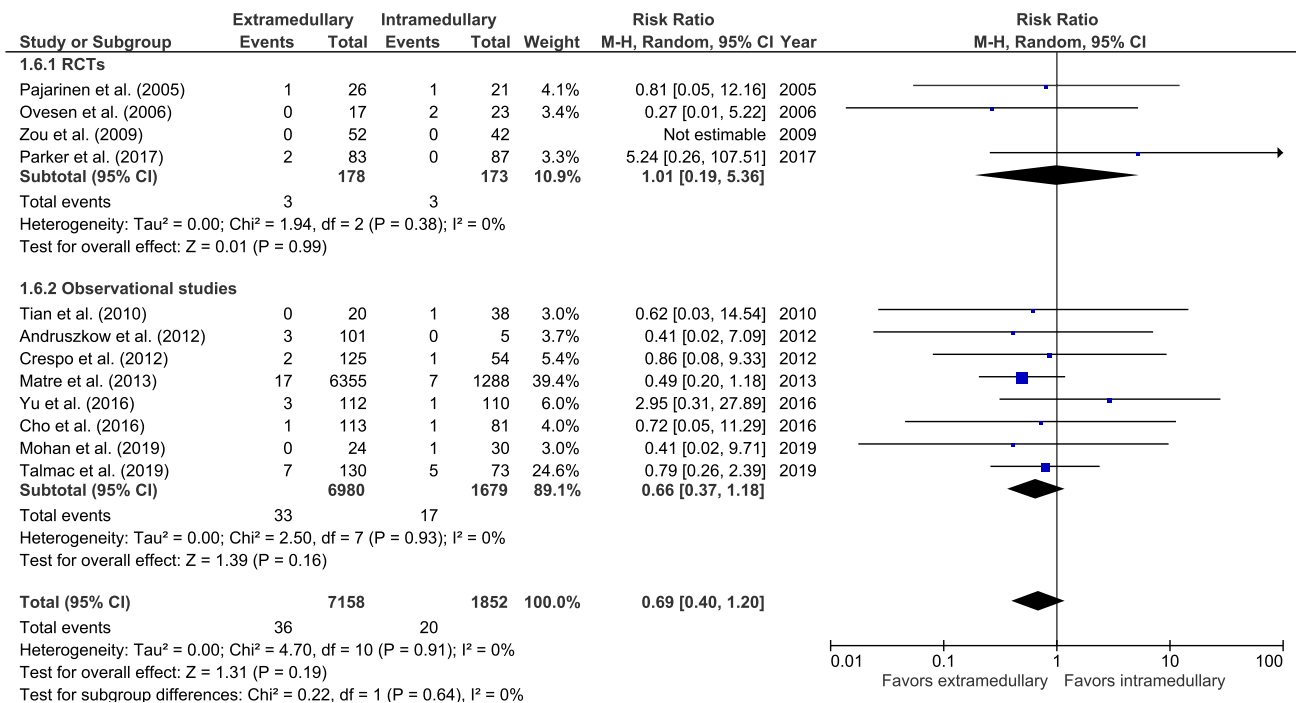 Extramedullary Intramedullary Risk Ratio Risk Ratio
Study or Subgroup Events Total Events Total Weight M-H, Random, 95% CI Year M-H, Random, 95% CI
1.6.1 RCTs
Pajarinen et al. (2005) 1 26 1 21 4.1% 0.81 [0.05, 12.16] 2005
Ovesen et al. (2006) 0 17 2 23 3.4% 0.27 [0.01, 5.22] 2006
Zou et al. (2009) 0 52 0 42 Not estimable 2009
Parker et al. (2017) 2 83 0 87 3.3% 5.24 [0.26, 107.51] 2017
Subtotal (95% CI) 178 173 10.9% 1.01 [0.19, 5.36]
Total events 3 3
Heterogeneity: Tau² = 0.00; Chi² = 1.94, df = 2 (P = 0.38); I² = 0%
Test for overall effect: Z = 0.01 (P = 0.99)
1.6.2 Observational studies
Tian et al. (2010) 0 20 1 38 3.0% 0.62 [0.03, 14.54] 2010
Andruszkow et al. (2012) 3 101 0 5 3.7% 0.41 [0.02, 7.09] 2012
Crespo et al. (2012) 2 125 1 54 5.4% 0.86 [0.08, 9.33] 2012
Matre et al. (2013) 17 6355 7 1288 39.4% 0.49 [0.20, 1.18] 2013
Yu et al. (2016) 3 112 1 110 6.0% 2.95 [0.31, 27.89] 2016
Cho et al. (2016) 1 113 1 81 4.0% 0.72 [0.05, 11.29] 2016
Mohan et al. (2019) 0 24 1 30 3.0% 0.41 [0.02, 9.71] 2019
Talmac et al. (2019) 7 130 5 73 24.6% 0.79 [0.26, 2.39] 2019
Subtotal (95% CI) 6980 1679 89.1% 0.66 [0.37, 1.18]
Total events 33 17
Heterogeneity: Tau² = 0.00; Chi² = 2.50, df = 7 (P = 0.93); I² = 0%
Test for overall effect: Z = 1.39 (P = 0.16)
Total (95% CI) 7158 1852 100.0% 0.69 [0.40, 1.20]
Total events 36 20
Heterogeneity: Tau² = 0.00; Chi² = 4.70, df = 10 (P = 0.91); I² = 0%
Test for overall effect: Z = 1.31 (P = 0.19)
Test for subgroup differences: Chi² = 0.22, df = 1 (P = 0.64), I² = 0%
0.01 0.1 1 10 100
Favors extramedullary Favors intramedullary